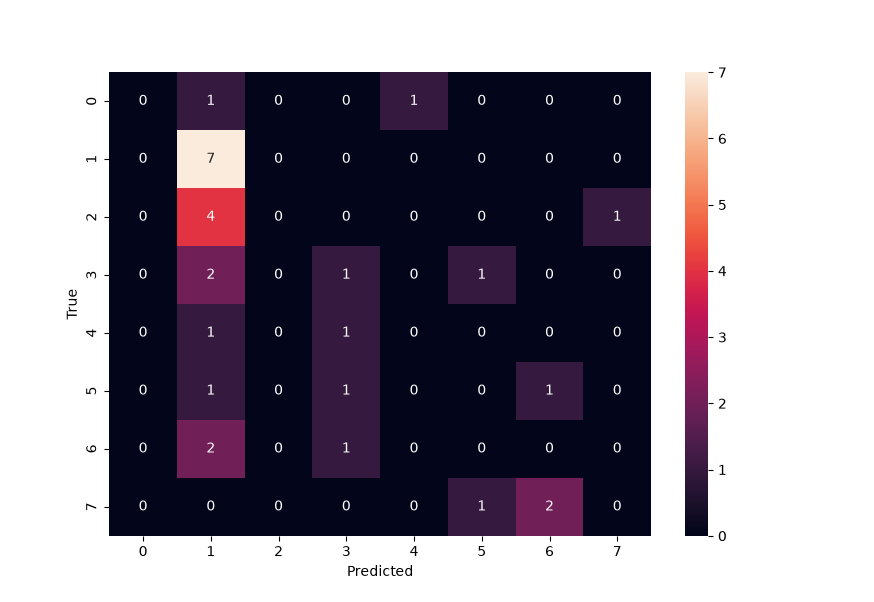 0 0 1 0 0 1 0 0 0
1 0 7 0 0 0 0 0 0
2 0 4 0 0 0 0 0 1
3 0 2 0 1 0 1 0 0
4 0 1 0 1 0 0 0 0
5 0 1 0 1 0 0 1 0
6 0 2 0 1 0 0 0 0
7 0 0 0 0 0 1 2 0
0 1 2 3 4 5 6 7
Predicted
True
7
6
5
4
3
2
1
0